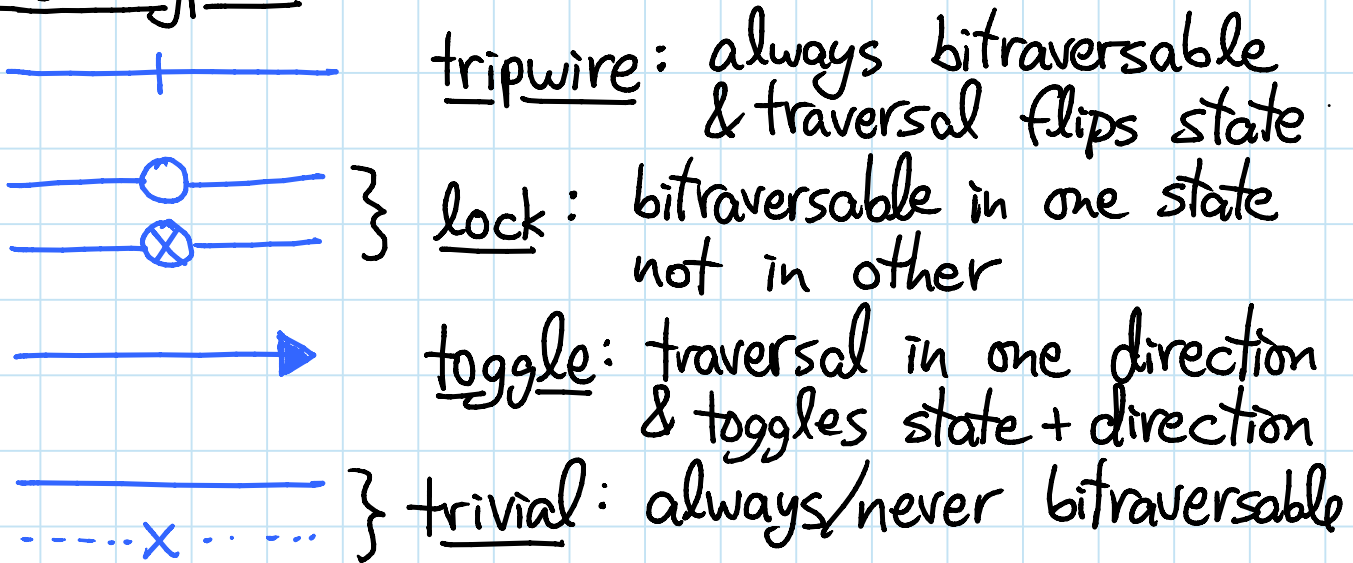 tripwire: always bitraversable
& traversal flips state
lock: bitraversable in one state
not in other
toggle: traversal in one direction
& toggles state + direction
trivial: always/never bitraversable